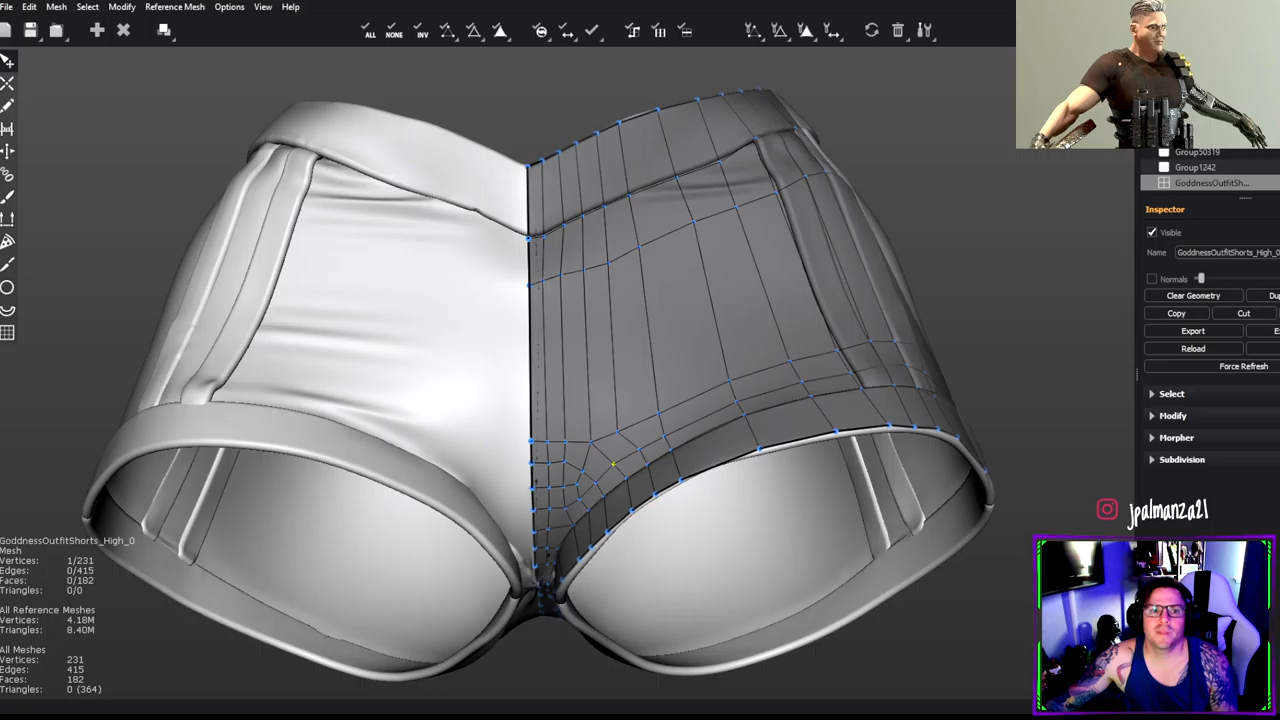 File Edit Mesh Select Modify Reference Mesh Options View Help
ALL NONE INV
Group50319
Group1242
GoddnessOutfitSh...
Inspector
Visible
Name GoddnessOutfitShorts_High_0
Normals
Clear Geometry
Copy Cut
Export
Reload
Force Refresh
Select
Modify
Morpher
Subdivision
jpalmanza21
GoddnessOutfitShorts_High_0
Mesh
Vertices: 1/231
Edges: 0/415
Faces: 0/182
Triangles: 0/0
All Reference Meshes
Vertices: 4.18M
Triangles: 8.40M
All Meshes
Vertices: 231
Edges: 415
Faces: 182
Triangles: 0 (364)